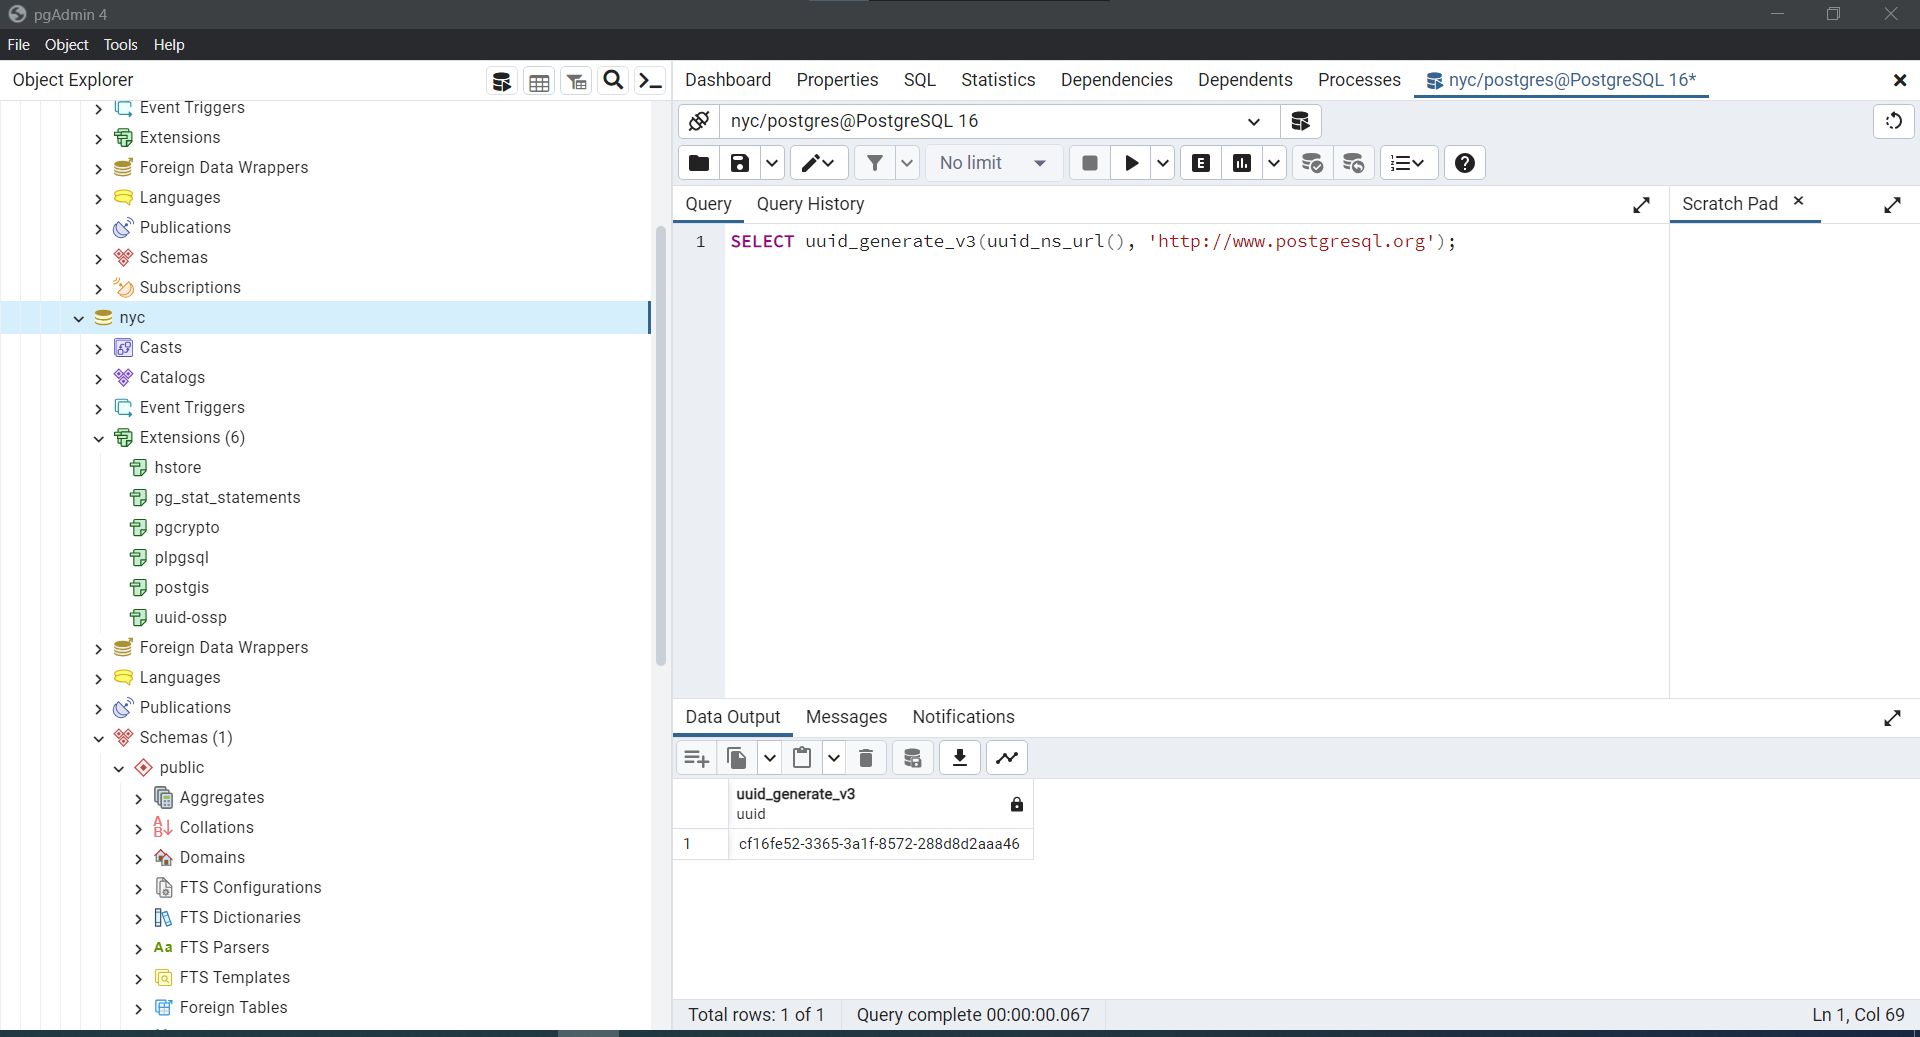 pgAdmin 4
File Object Tools Help
Object Explorer
Event Triggers
Extensions
Foreign Data Wrappers
Languages
Publications
Schemas
Subscriptions
nyc
Casts
Catalogs
Event Triggers
Extensions (6)
hstore
pg_stat_statements
pgcrypto
plpgsql
postgis
uuid-ossp
Foreign Data Wrappers
Languages
Publications
Schemas (1)
public
Aggregates
Collations
Domains
FTS Configurations
FTS Dictionaries
Aa FTS Parsers
FTS Templates
Foreign Tables
Dashboard Properties SQL Statistics Dependencies Dependents Processes nyc/postgres@PostgreSQL 16*
nyc/postgres@PostgreSQL 16
No limit E
Query Query History
Scratch Pad
1 SELECT uuid_generate_v3(uuid_ns_url(), 'http://www.postgresql.org');
Data Output Messages Notifications
uuid_generate_v3
uuid
1 cf16fe52-3365-3a1f-8572-288d8d2aaa46
Total rows: 1 of 1 Query complete 00:00:00.067 Ln 1, Col 69